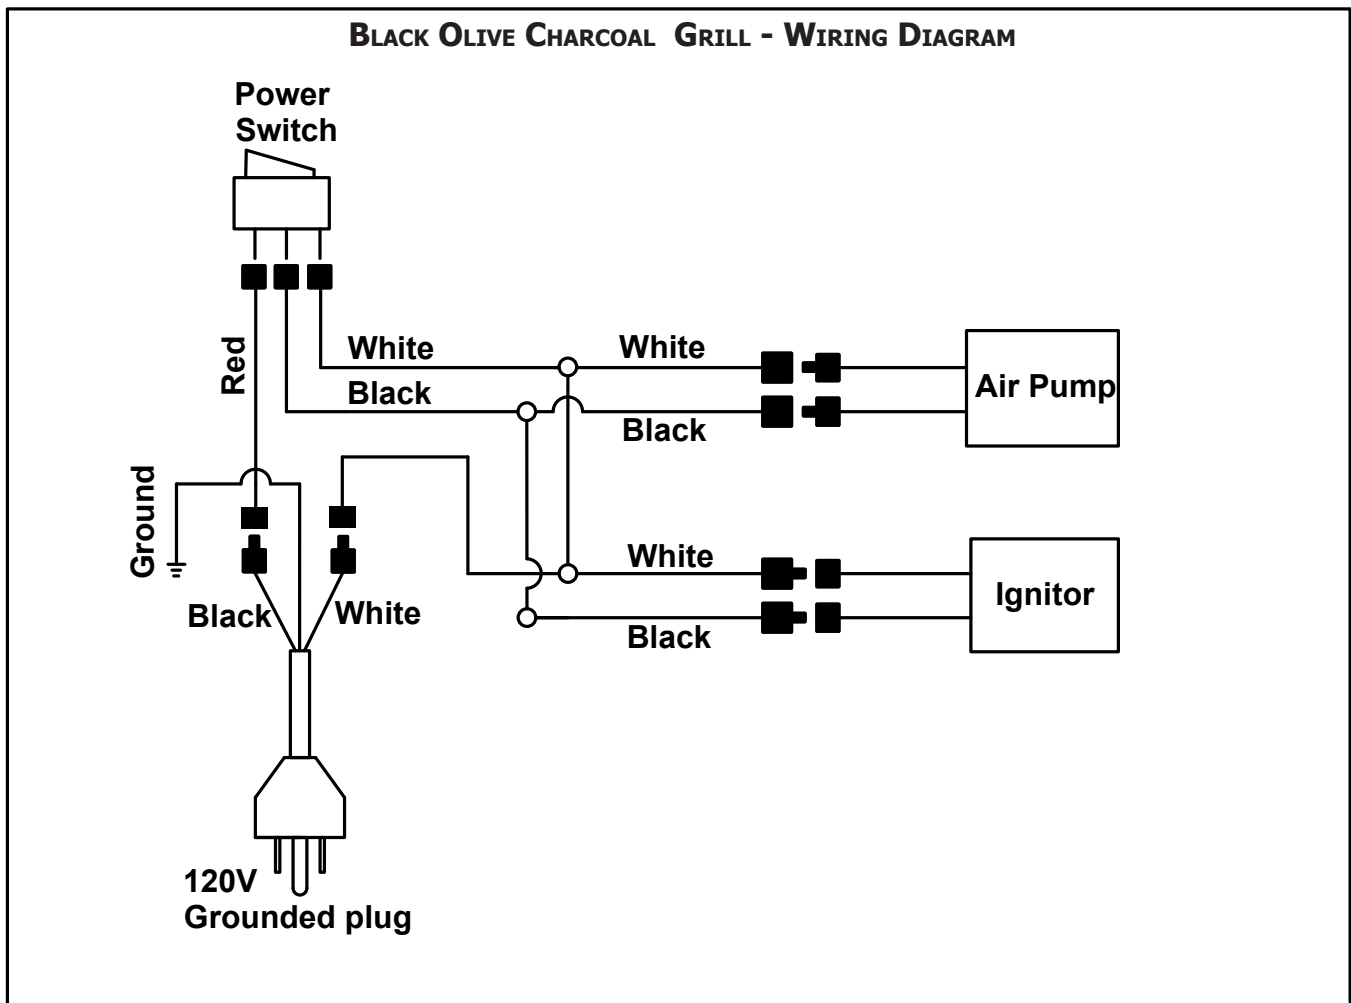 Black Olive Charcoal Grill - Wiring Diagram
Power
Switch
Red
White
White
Black
Black
Air Pump
Ground
White
Black
Ignitor
Black
White
120V
Grounded plug